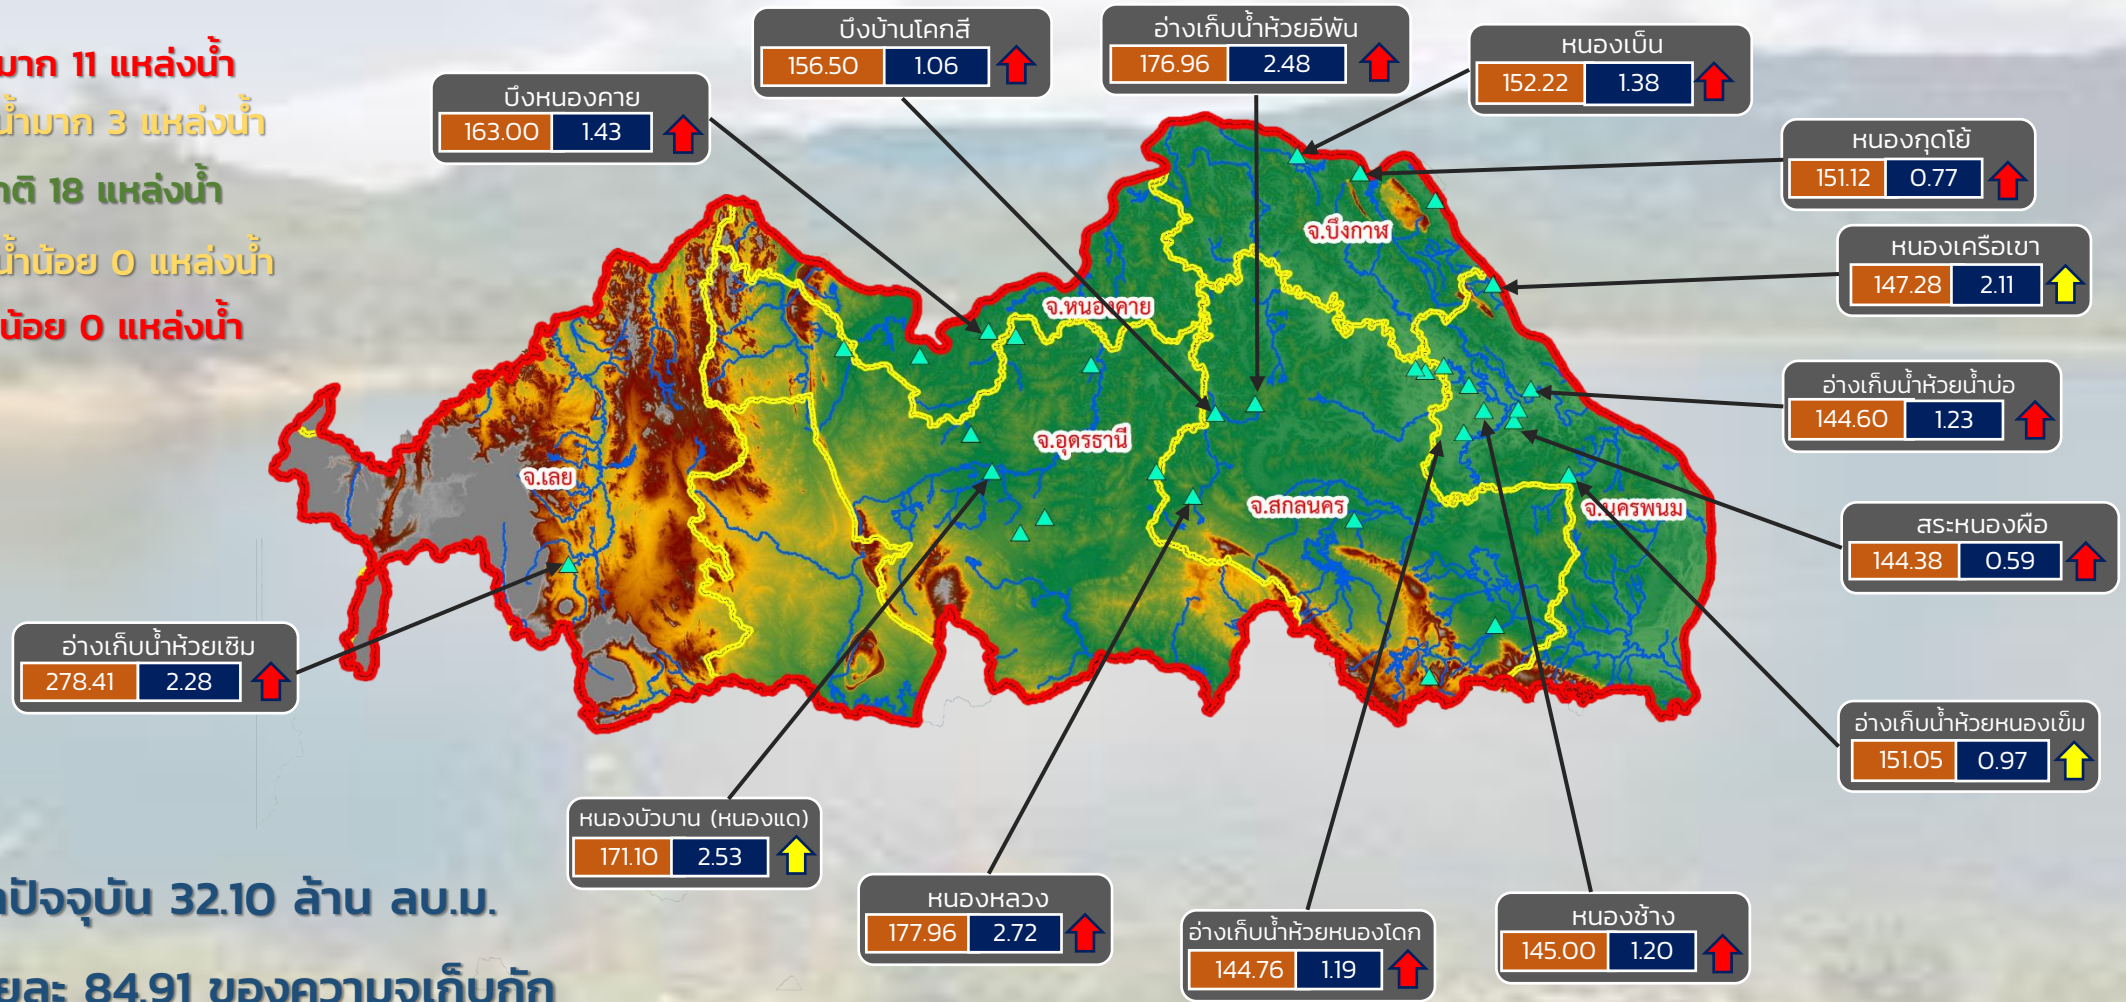 มาก 11 แหล่งน้ำ
น้ำมาก 3 แหล่งน้ำ
18 แหล่งน้ำ
น้ำน้อย 0 แหล่งน้ำ
น้อย 0 แหล่งน้ำ
บึงหนองคาย
163.00 1.43
บึงบ้านโคกสี
156.50 1.06
อ่างเก็บน้ำห้วยอีพัน
176.96 2.48
หนองเบ็น
152.22 1.38
หนองกุดโย้
151.12 0.77
หนองเครือเขา
147.28 2.11
อ่างเก็บน้ำห้วยน้ำบ่อ
144.60 1.23
สระหนองผือ
144.38 0.59
อ่างเก็บน้ำห้วยหนองเข็ม
151.05 0.97
จ.บึงกาฬ
จ.หนองคาย
จ.อุดรธานี
จ.เลย
จ.สกลนคร
จ.นครพนม
อ่างเก็บน้ำห้วยเซิม
278.41 2.28
หนองบัวบาน (หนองแด)
171.10 2.53
หนองหลวง
177.96 2.72
อ่างเก็บน้ำห้วยหนองโดก
144.76 1.19
หนองช้าง
145.00 1.20
ปัจจุบัน 32.10 ล้าน ลบ.ม.
84.91 ของความจุเก็บกัก